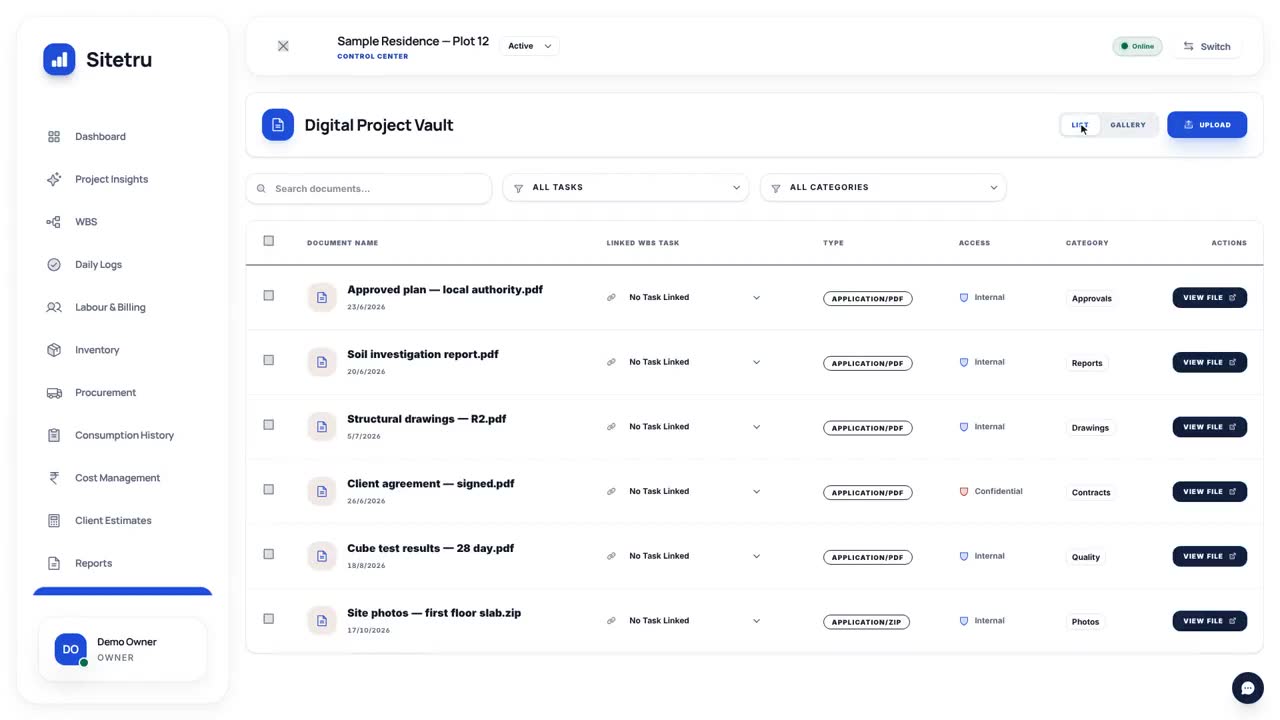 Sitetru
Dashboard
Project Insights
WBS
Daily Logs
Labour & Billing
Inventory
Procurement
Consumption History
Cost Management
Client Estimates
Reports
DO
Demo Owner
OWNER
Sample Residence — Plot 12
CONTROL CENTER
Active
Online
Switch
Digital Project Vault
LIST
GALLERY
UPLOAD
Search documents...
ALL TASKS
ALL CATEGORIES
DOCUMENT NAME LINKED WBS TASK TYPE ACCESS CATEGORY ACTIONS
Approved plan — local authority.pdf
23/6/2026
No Task Linked APPLICATION/PDF Internal Approvals VIEW FILE
Soil investigation report.pdf
20/6/2026
No Task Linked APPLICATION/PDF Internal Reports VIEW FILE
Structural drawings — R2.pdf
5/7/2026
No Task Linked APPLICATION/PDF Internal Drawings VIEW FILE
Client agreement — signed.pdf
26/6/2026
No Task Linked APPLICATION/PDF Confidential Contracts VIEW FILE
Cube test results — 28 day.pdf
18/8/2026
No Task Linked APPLICATION/PDF Internal Quality VIEW FILE
Site photos — first floor slab.zip
17/10/2026
No Task Linked APPLICATION/ZIP Internal Photos VIEW FILE